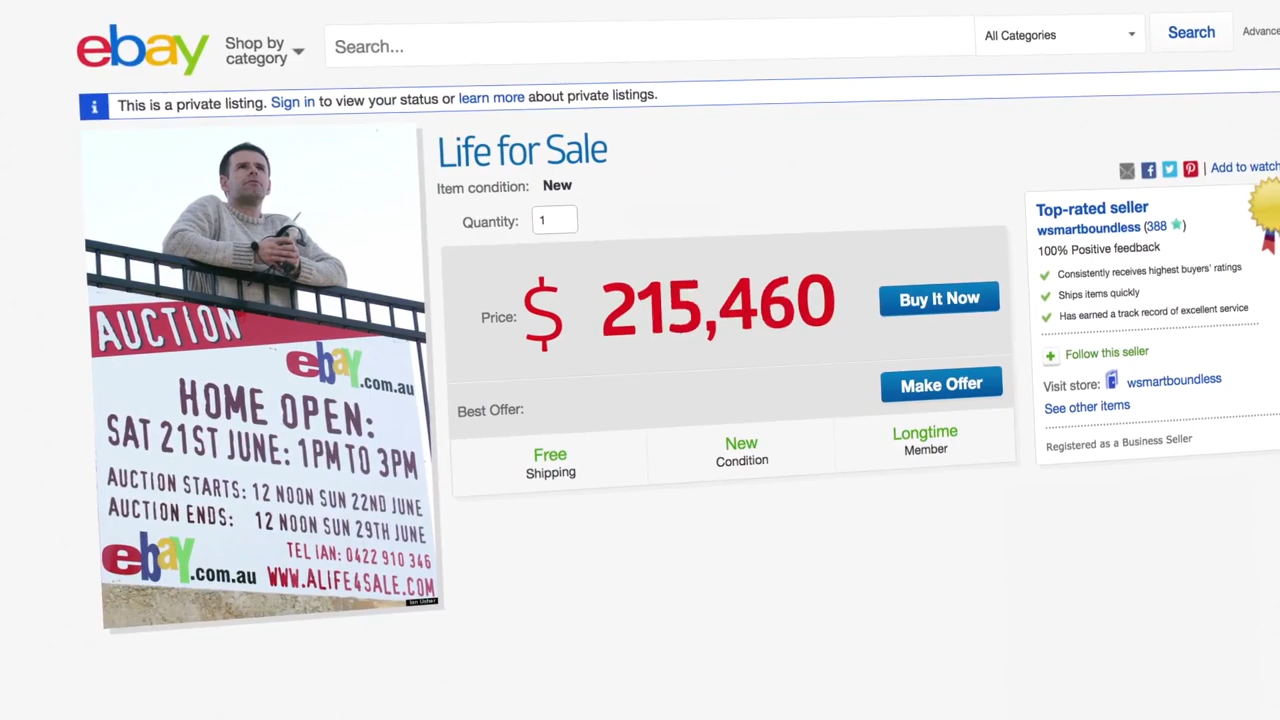 ebay
Shop by
category
Search...
All Categories
Search
i
This is a private listing. Sign in to view your status or learn more about private listings.
Life for Sale
Item condition: New
Quantity: 1
Price: $ 215,460
Buy It Now
Best Offer:
Make Offer
Free
Shipping
New
Condition
Longtime
Member
| Add to watch
Top-rated seller
wsmartboundless (388 )
100% Positive feedback
Consistently receives highest buyers' ratings
Ships items quickly
Has earned a track record of excellent service
Follow this seller
Visit store: wsmartboundless
See other items
Registered as a Business Seller
AUCTION
ebay.com.au
HOME OPEN:
SAT 21ST JUNE: 1PM TO 3PM
AUCTION STARTS: 12 NOON SUN 22ND JUNE
AUCTION ENDS: 12 NOON SUN 29TH JUNE
TEL IAN: 0422 910 346
ebay.com.au WWW.ALIFE4SALE.COM
Ian Usher